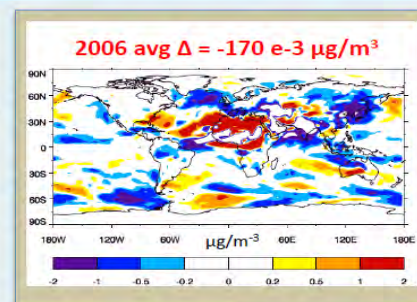 2006 avg Δ = -170 e-3 µg/m³
90N
60N
30N
0
30S
60S
90S
180W 120W 60W 0 60E 120E 180E
µg/m⁻³
-2 -1 -0.5 -0.2 0 0.2 0.5 1 2